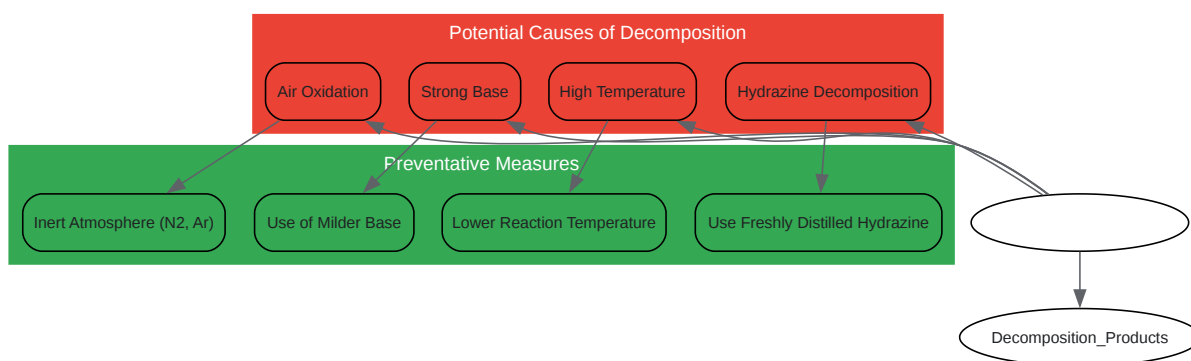 Potential Causes of Decomposition
Air Oxidation
Strong Base
High Temperature
Hydrazine Decomposition
Preventative Measures
Inert Atmosphere (N2, Ar)
Use of Milder Base
Lower Reaction Temperature
Use Freshly Distilled Hydrazine
Decomposition_Products